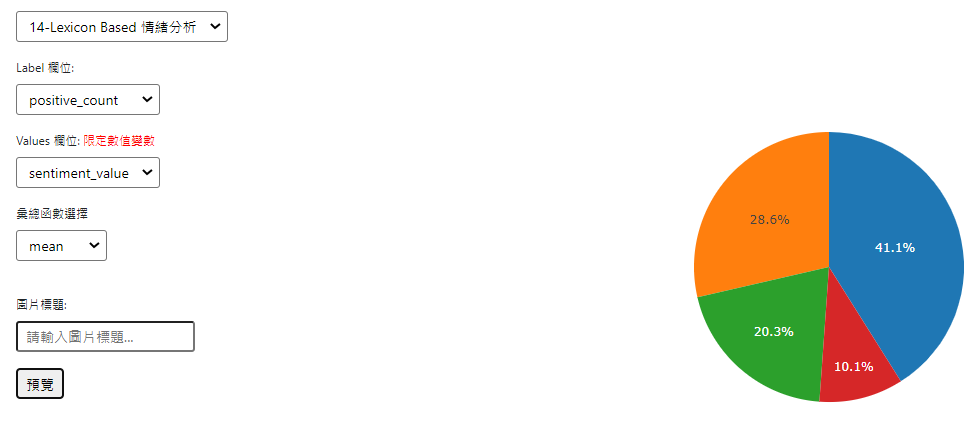 14-Lexicon Based 情緒分析
Label 欄位:
positive_count
Values 欄位: 限定數值變數
sentiment_value
彙總函數選擇
mean
圖片標題:
請輸入圖片標題...
預覽
28.6%
41.1%
20.3%
10.1%